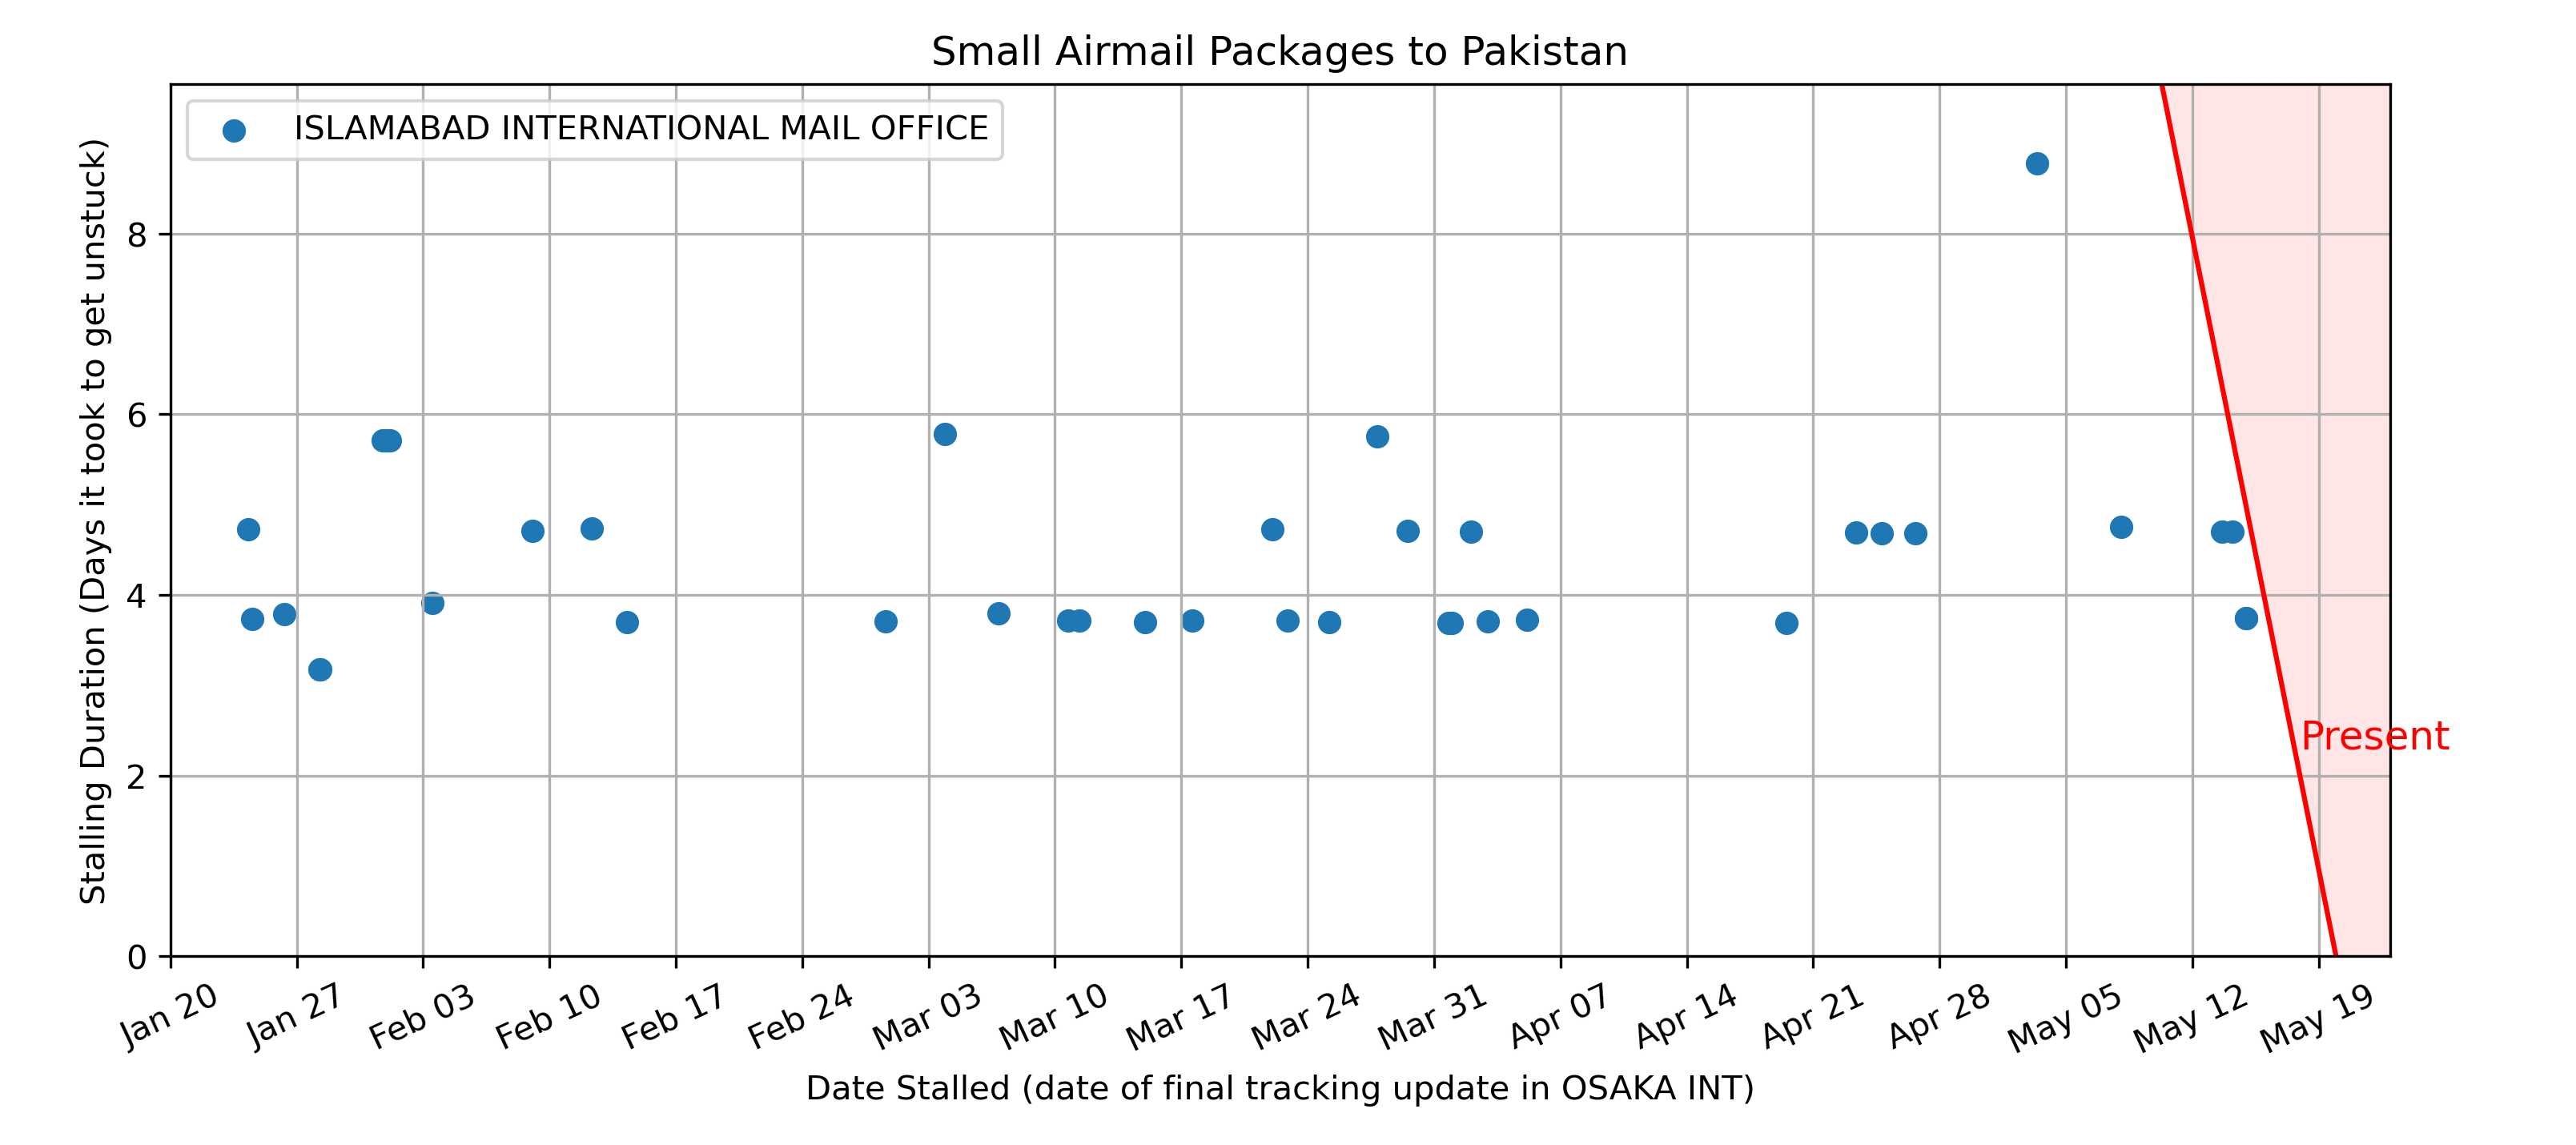 Small Airmail Packages to Pakistan
ISLAMABAD INTERNATIONAL MAIL OFFICE
Stalling Duration (Days it took to get unstuck)
8
6
4
2
0
Present
Jan 20
Jan 27
Feb 03
Feb 10
Feb 17
Feb 24
Mar 03
Mar 10
Mar 17
Mar 24
Mar 31
Apr 07
Apr 14
Apr 21
Apr 28
May 05
May 12
May 19
Date Stalled (date of final tracking update in OSAKA INT)